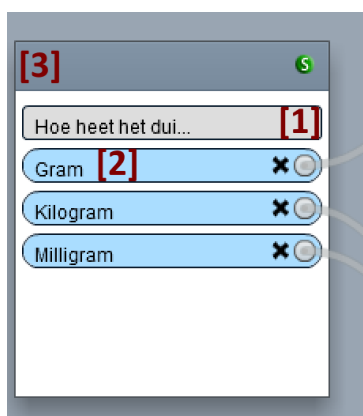 [3] S
Hoe heet het dui... [1]
Gram [2]
Kilogram
Milligram